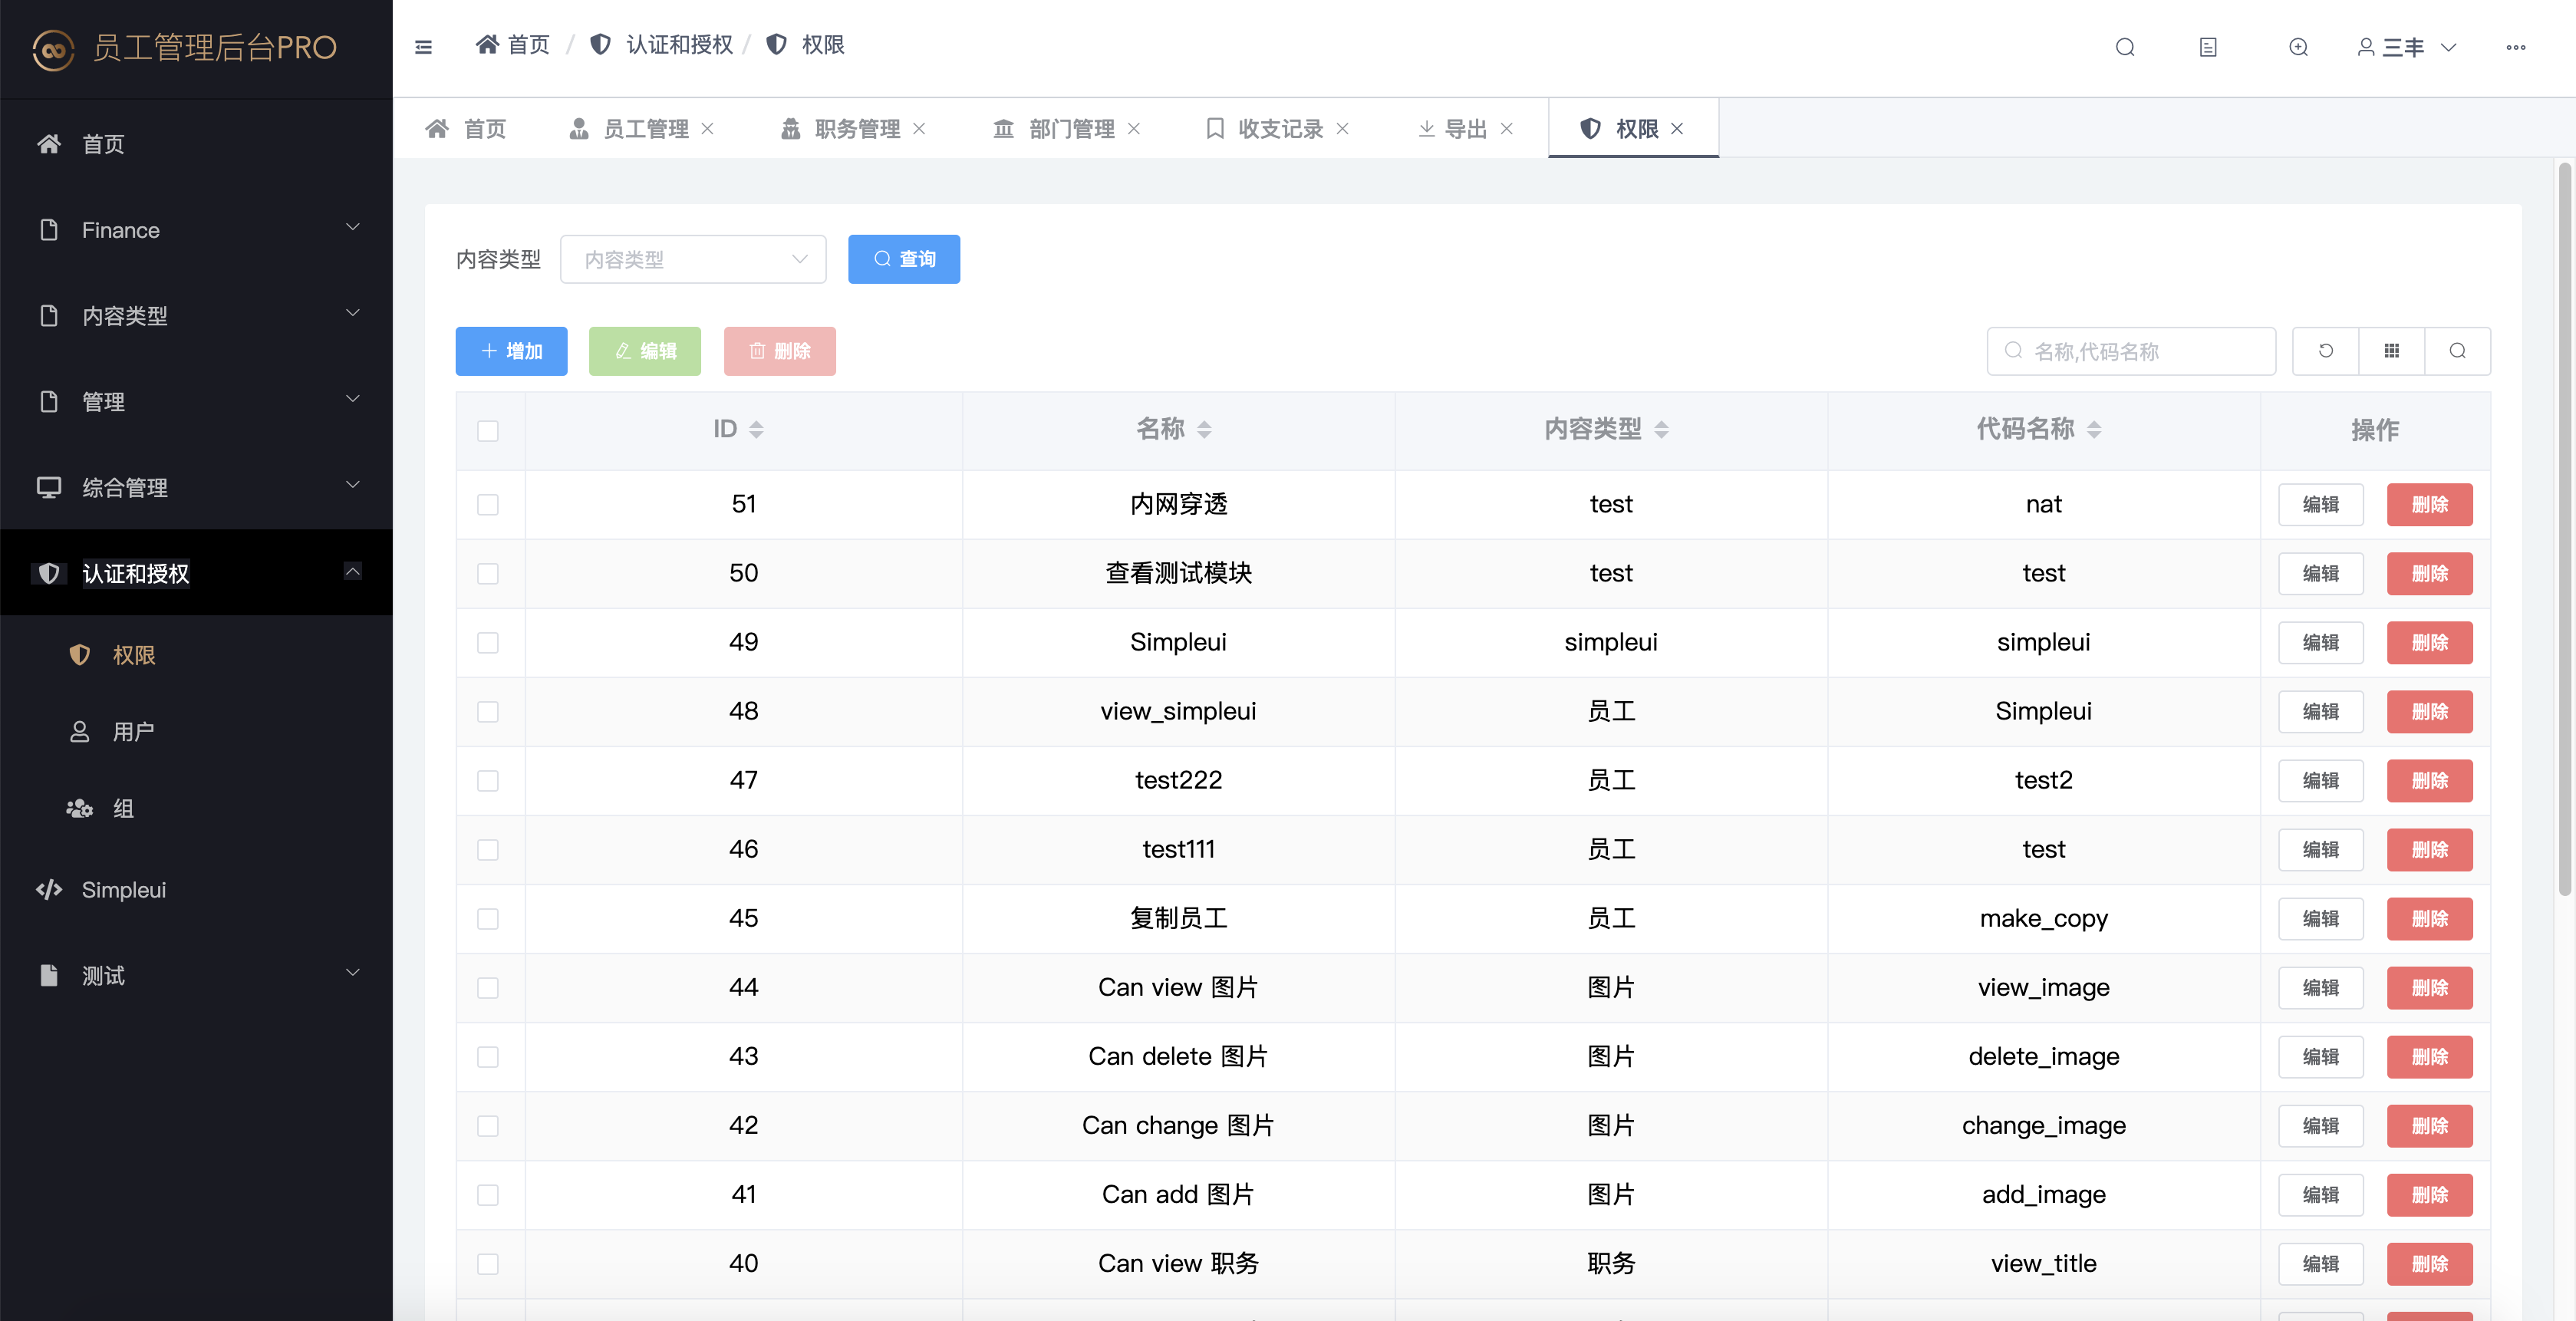 员工管理后台PRO
首页 / 认证和授权 / 权限
三丰
首页
Finance
内容类型
管理
综合管理
认证和授权
权限
用户
组
Simpleui
测试
首页 员工管理 职务管理 部门管理 收支记录 导出 权限
内容类型 内容类型 查询
增加 编辑 删除 名称,代码名称
ID 名称 内容类型 代码名称 操作
51 内网穿透 test nat 编辑 删除
50 查看测试模块 test test 编辑 删除
49 Simpleui simpleui simpleui 编辑 删除
48 view_simpleui 员工 Simpleui 编辑 删除
47 test222 员工 test2 编辑 删除
46 test111 员工 test 编辑 删除
45 复制员工 员工 make_copy 编辑 删除
44 Can view 图片 图片 view_image 编辑 删除
43 Can delete 图片 图片 delete_image 编辑 删除
42 Can change 图片 图片 change_image 编辑 删除
41 Can add 图片 图片 add_image 编辑 删除
40 Can view 职务 职务 view_title 编辑 删除